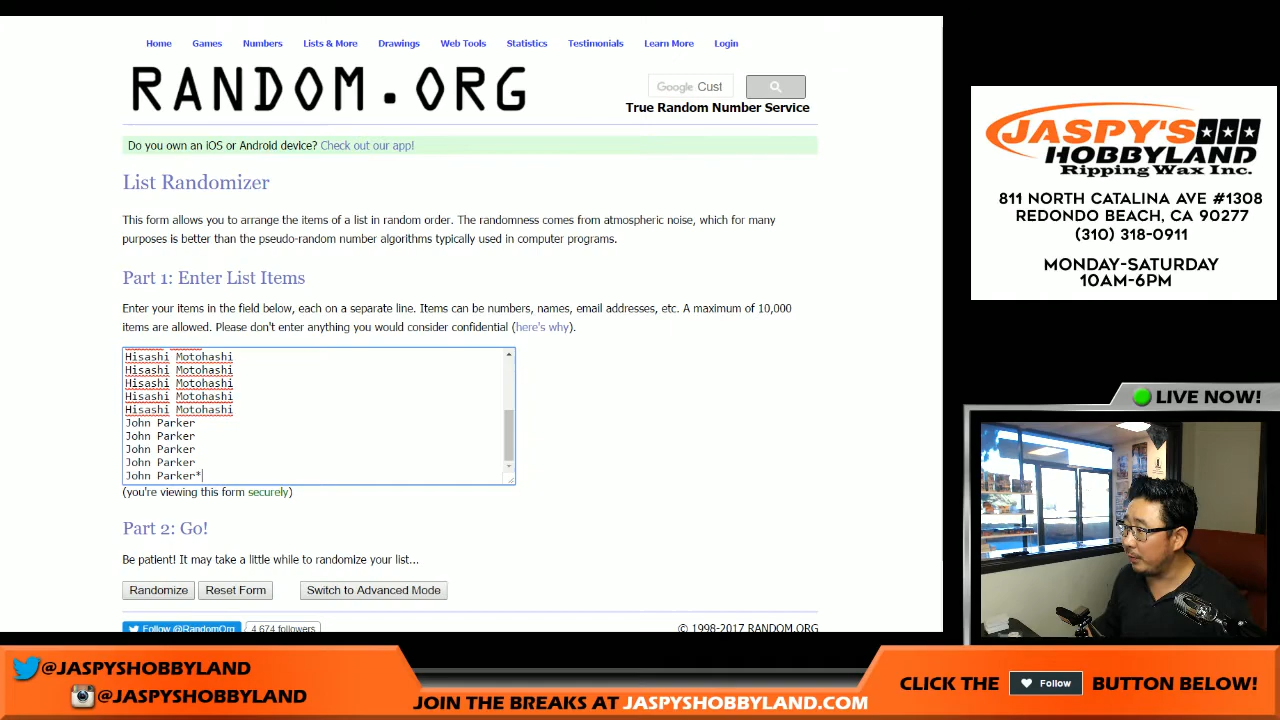 Home Games Numbers Lists & More Drawings Web Tools Statistics Testimonials Learn More Login
RANDOM.ORG
Google Cust
True Random Number Service
Do you own an iOS or Android device? Check out our app!
List Randomizer
This form allows you to arrange the items of a list in random order. The randomness comes from atmospheric noise, which for many
purposes is better than the pseudo-random number algorithms typically used in computer programs.
Part 1: Enter List Items
Enter your items in the field below, each on a separate line. Items can be numbers, names, email addresses, etc. A maximum of 10,000
items are allowed. Please don't enter anything you would consider confidential (here's why).
Hisashi Motohashi
Hisashi Motohashi
Hisashi Motohashi
Hisashi Motohashi
Hisashi Motohashi
John Parker
John Parker
John Parker
John Parker
John Parker*
(you're viewing this form securely)
Part 2: Go!
Be patient! It may take a little while to randomize your list...
Randomize Reset Form Switch to Advanced Mode
Follow @RandomOrg 4,674 followers
© 1998-2017 RANDOM.ORG
JASPY'S
HOBBYLAND
Ripping Wax Inc.
811 NORTH CATALINA AVE #1308
REDONDO BEACH, CA 90277
(310) 318-0911
MONDAY-SATURDAY
10AM-6PM
LIVE NOW!
@JASPYSHOBBYLAND
@JASPYSHOBBYLAND
JOIN THE BREAKS AT JASPYSHOBBYLAND.COM
CLICK THE Follow BUTTON BELOW!